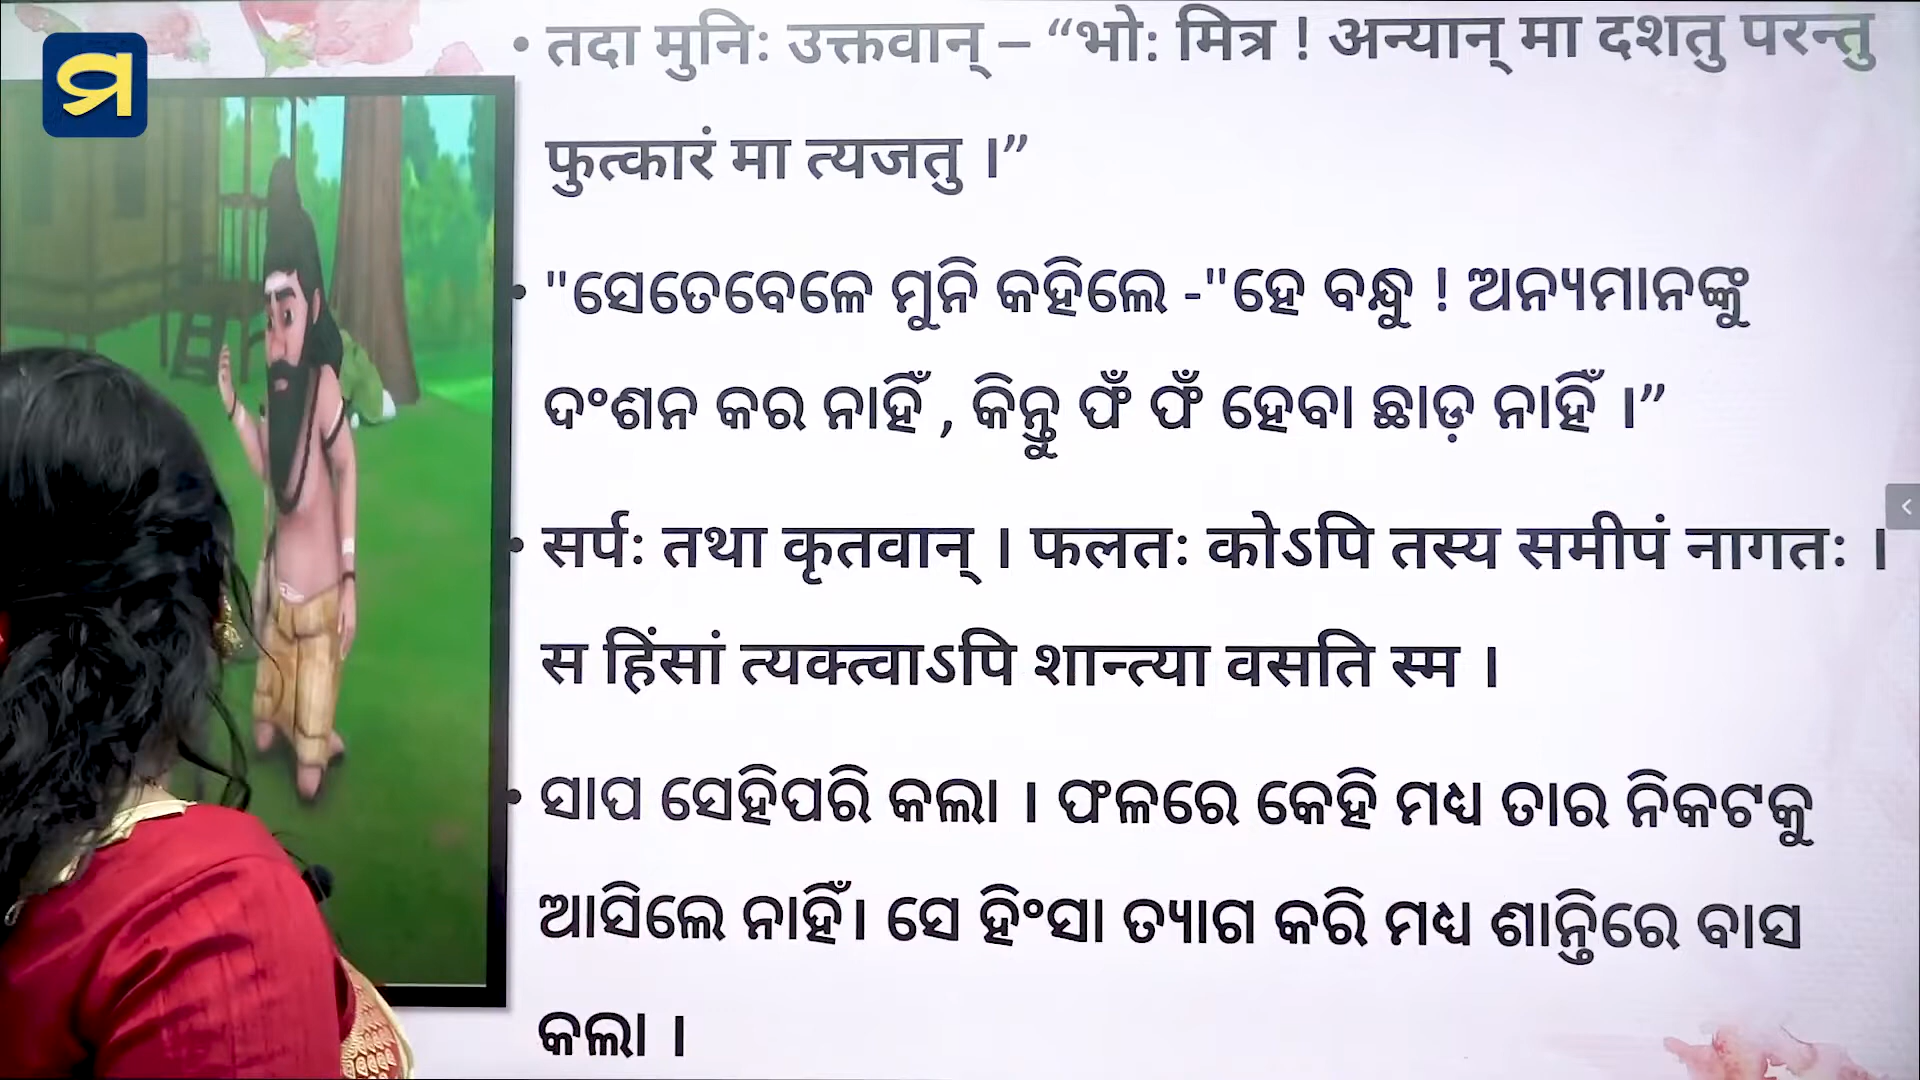 ସ
• तदा मुनिः उक्तवान् – “भो: मित्र ! अन्यान् मा दशतु परन्तु
फुत्कारं मा त्यजतु ।”
• "ସେତେବେଳେ ମୁନି କହିଲେ -"ହେ ବନ୍ଧୁ ! ଅନ୍ୟମାନଙ୍କୁ
ଦଂଶନ କର ନାହିଁ , କିନ୍ତୁ ଫଁ ଫଁ ହେବା ଛାଡ଼ ନାହିଁ ।”
• सर्पः तथा कृतवान् । फलतः कोऽपि तस्य समीपं नागतः ।
स हिंसां त्यक्त्वाऽपि शान्त्या वसति स्म ।
• ସାପ ସେହିପରି କଲା । ଫଳରେ କେହି ମଧ୍ୟ ତାର ନିକଟକୁ
ଆସିଲେ ନାହିଁ। ସେ ହିଂସା ତ୍ୟାଗ କରି ମଧ୍ୟ ଶାନ୍ତିରେ ବାସ
କଲା ।